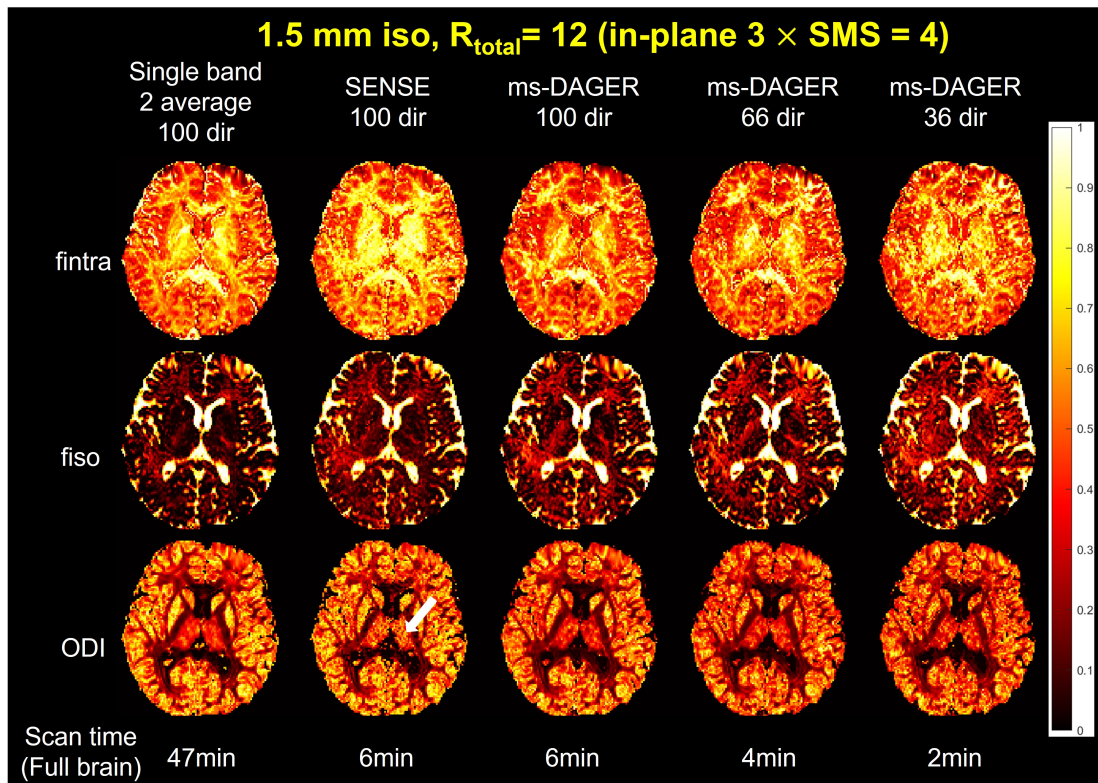 1.5 mm iso, Rtotal= 12 (in-plane 3 × SMS = 4)
Single band
2 average
100 dir
SENSE
100 dir
ms-DAGER
100 dir
ms-DAGER
66 dir
ms-DAGER
36 dir
fintra
fiso
ODI
1
0.9
0.8
0.7
0.6
0.5
0.4
0.3
0.2
0.1
0
Scan time
(Full brain)
47min
6min
6min
4min
2min